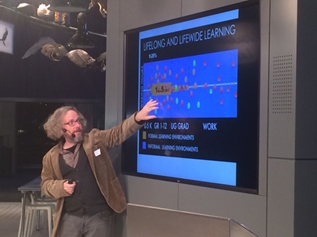 LIFELONG AND LIFEWIDE LEARNING
GR 1-12 UG GRAD WORK
FORMAL LEARNING ENVIRONMENTS
INFORMAL LEARNING ENVIRONMENTS